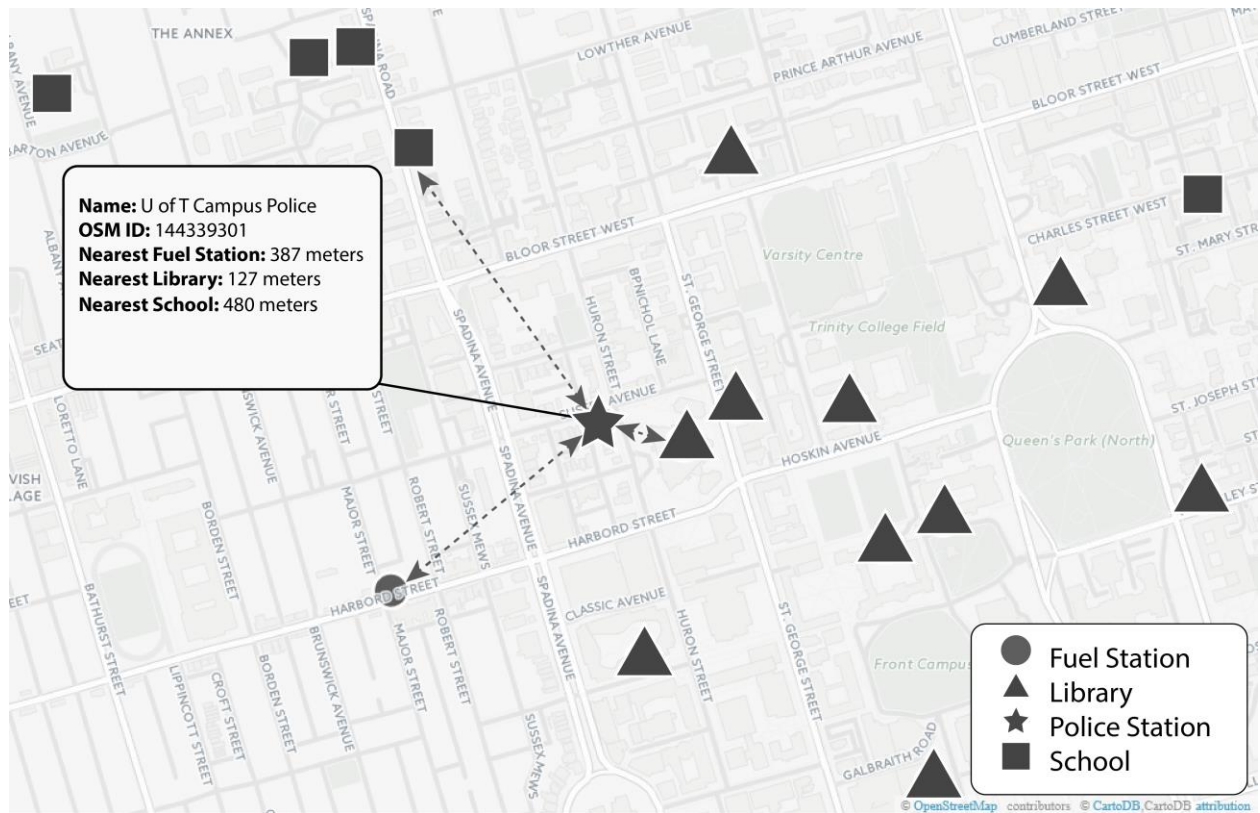 THE ANNEX
SPADINA ROAD
LOWTHER AVENUE
PRINCE ARTHUR AVENUE
CUMBERLAND STREET
BLOOR STREET WEST
BARTON AVENUE
Name: U of T Campus Police
OSM ID: 144339301
Nearest Fuel Station: 387 meters
Nearest Library: 127 meters
Nearest School: 480 meters
CHARLES STREET WEST
ST. MARY STR
BLOOR STREET WEST
Varsity Centre
BPNICHOL LANE
HURON STREET
ST. GEORGE STREET
Trinity College Field
SPADINA AVENUE
LORETTO LANE
ST. JOSEPH STR
Queen's Park (North)
HOSKIN AVENUE
VISH
LAGE
BORDEN STREET
MAJOR STREET
ROBERT STREET
SUSSEX MEWS
SPADINA AVENUE
HARBORD STREET
HARBORD STREET
CLASSIC AVENUE
BATHURST STREET
LIPPINCOTT STREET
CROFT STREET
BORDEN STREET
BRUNSWICK AVENUE
MAJOR STREET
ROBERT STREET
SPADINA AVENUE
HURON STREET
ST. GEORGE STREET
Front Campus
SUSSEX MEWS
GALBRAITH ROAD
Fuel Station
Library
Police Station
School
© OpenStreetMap contributors © CartoDB,CartoDB attribution